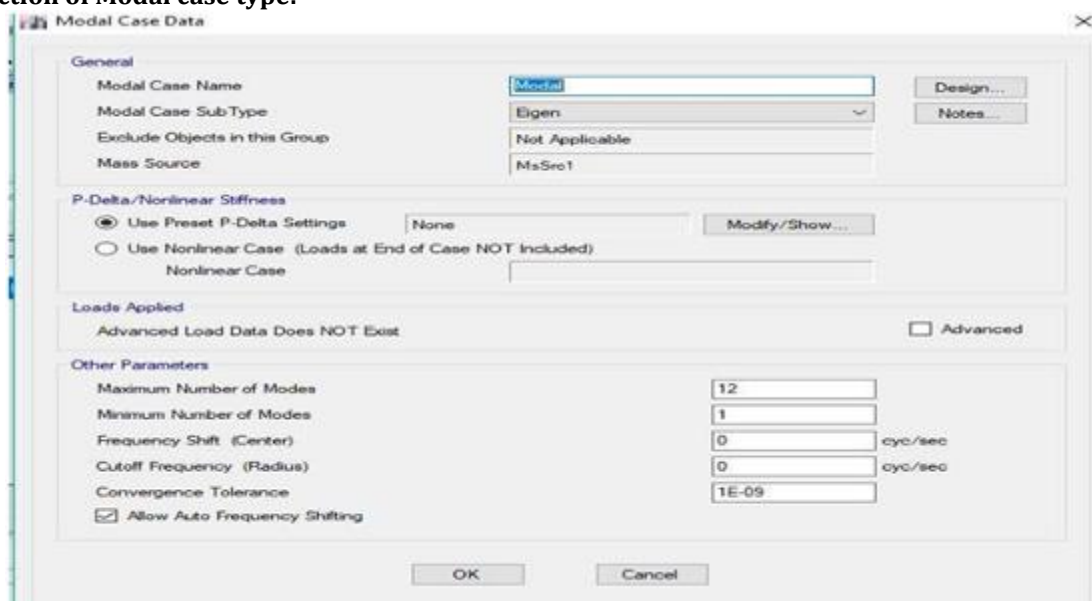 ction of Modal case type.
Modal Case Data
General
Modal Case Name Modal Design...
Modal Case SubType Eigen Notes...
Exclude Objects in this Group Not Applicable
Mass Source MsSrc1
P-Delta/Nonlinear Stiffness
Use Preset P-Delta Settings None Modify/Show...
Use Nonlinear Case (Loads at End of Case NOT Included)
Nonlinear Case
Loads Applied
Advanced Load Data Does NOT Exist Advanced
Other Parameters
Maximum Number of Modes 12
Minimum Number of Modes 1
Frequency Shift (Center) 0 cyc/sec
Cutoff Frequency (Radius) 0 cyc/sec
Convergence Tolerance 1E-09
Allow Auto Frequency Shifting
OK Cancel